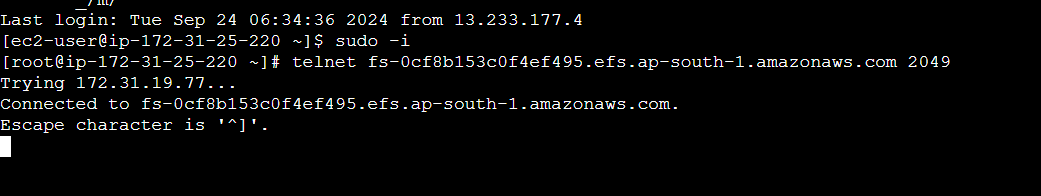 _/m/
Last login: Tue Sep 24 06:34:36 2024 from 13.233.177.4
[ec2-user@ip-172-31-25-220 ~]$ sudo -i
[root@ip-172-31-25-220 ~]# telnet fs-0cf8b153c0f4ef495.efs.ap-south-1.amazonaws.com 2049
Trying 172.31.19.77...
Connected to fs-0cf8b153c0f4ef495.efs.ap-south-1.amazonaws.com.
Escape character is '^]'.